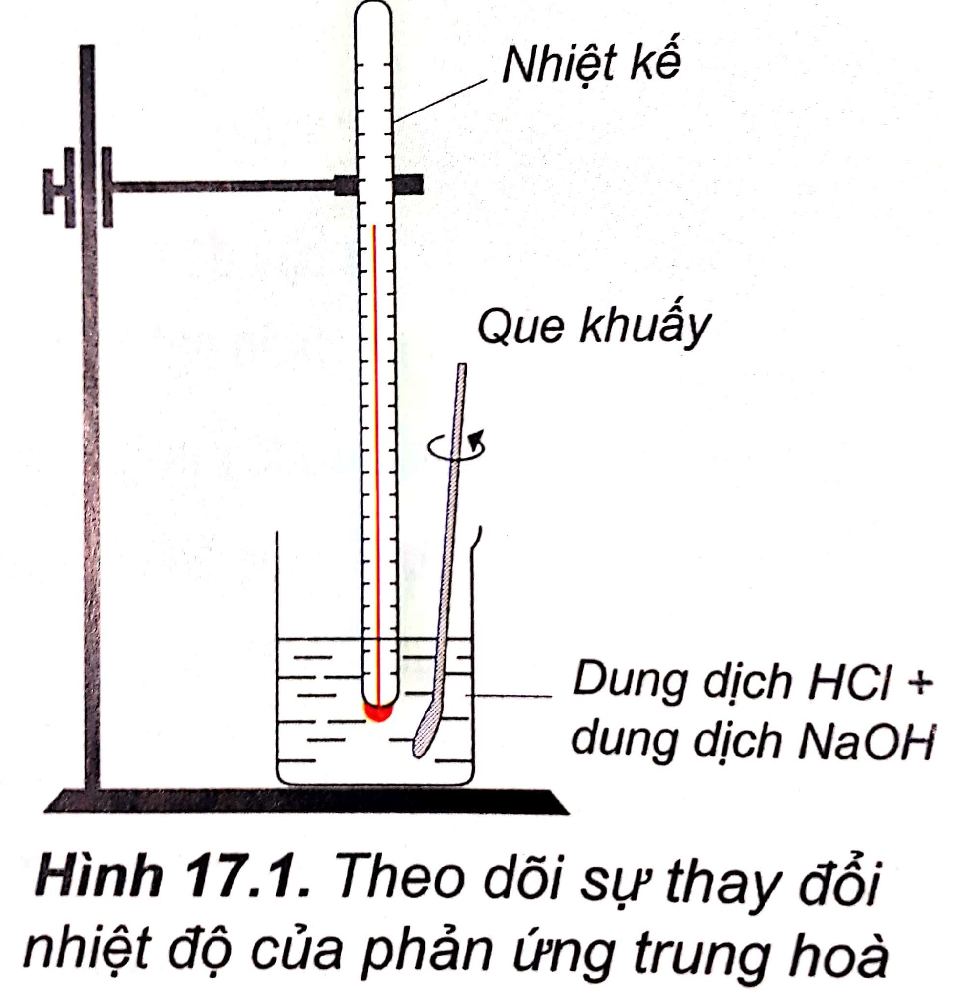 Nhiệt kế
Que khuấy
Dung dịch HCl +
dung dịch NaOH
Hình 17.1. Theo dõi sự thay đổi
nhiệt độ của phản ứng trung hoà